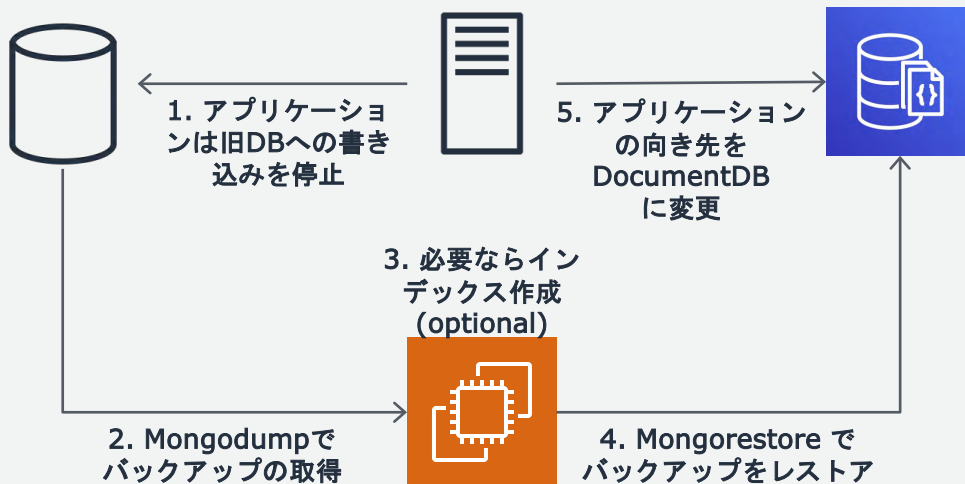 1. アプリケーショ
ンは旧DBへの書き
込みを停止
5. アプリケーション
の向き先を
DocumentDB
に変更
3. 必要ならイン
デックス作成
(optional)
2. Mongodumpで
バックアップの取得
4. Mongorestore で
バックアップをレストア